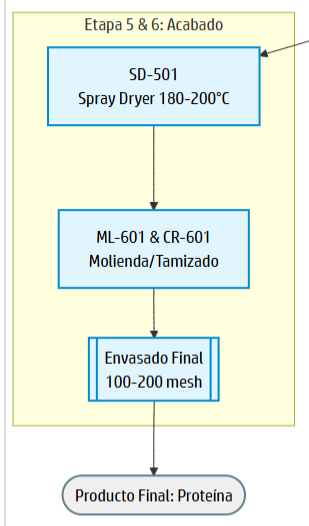 Etapa 5 & 6: Acabado
SD-501
Spray Dryer 180-200°C
ML-601 & CR-601
Molienda/Tamizado
Envasado Final
100-200 mesh
Producto Final: Proteína